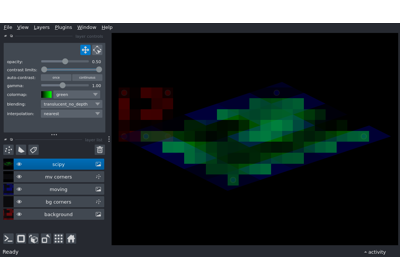 File View Layers Plugins Window Help
opacity: 0.50
contrast limits:
auto-contrast: once continuous
gamma: 1.00
colormap: green
blending: translucent_no_depth
interpolation: nearest
scipy
mv corners
moving
bg corners
background
Ready
activity